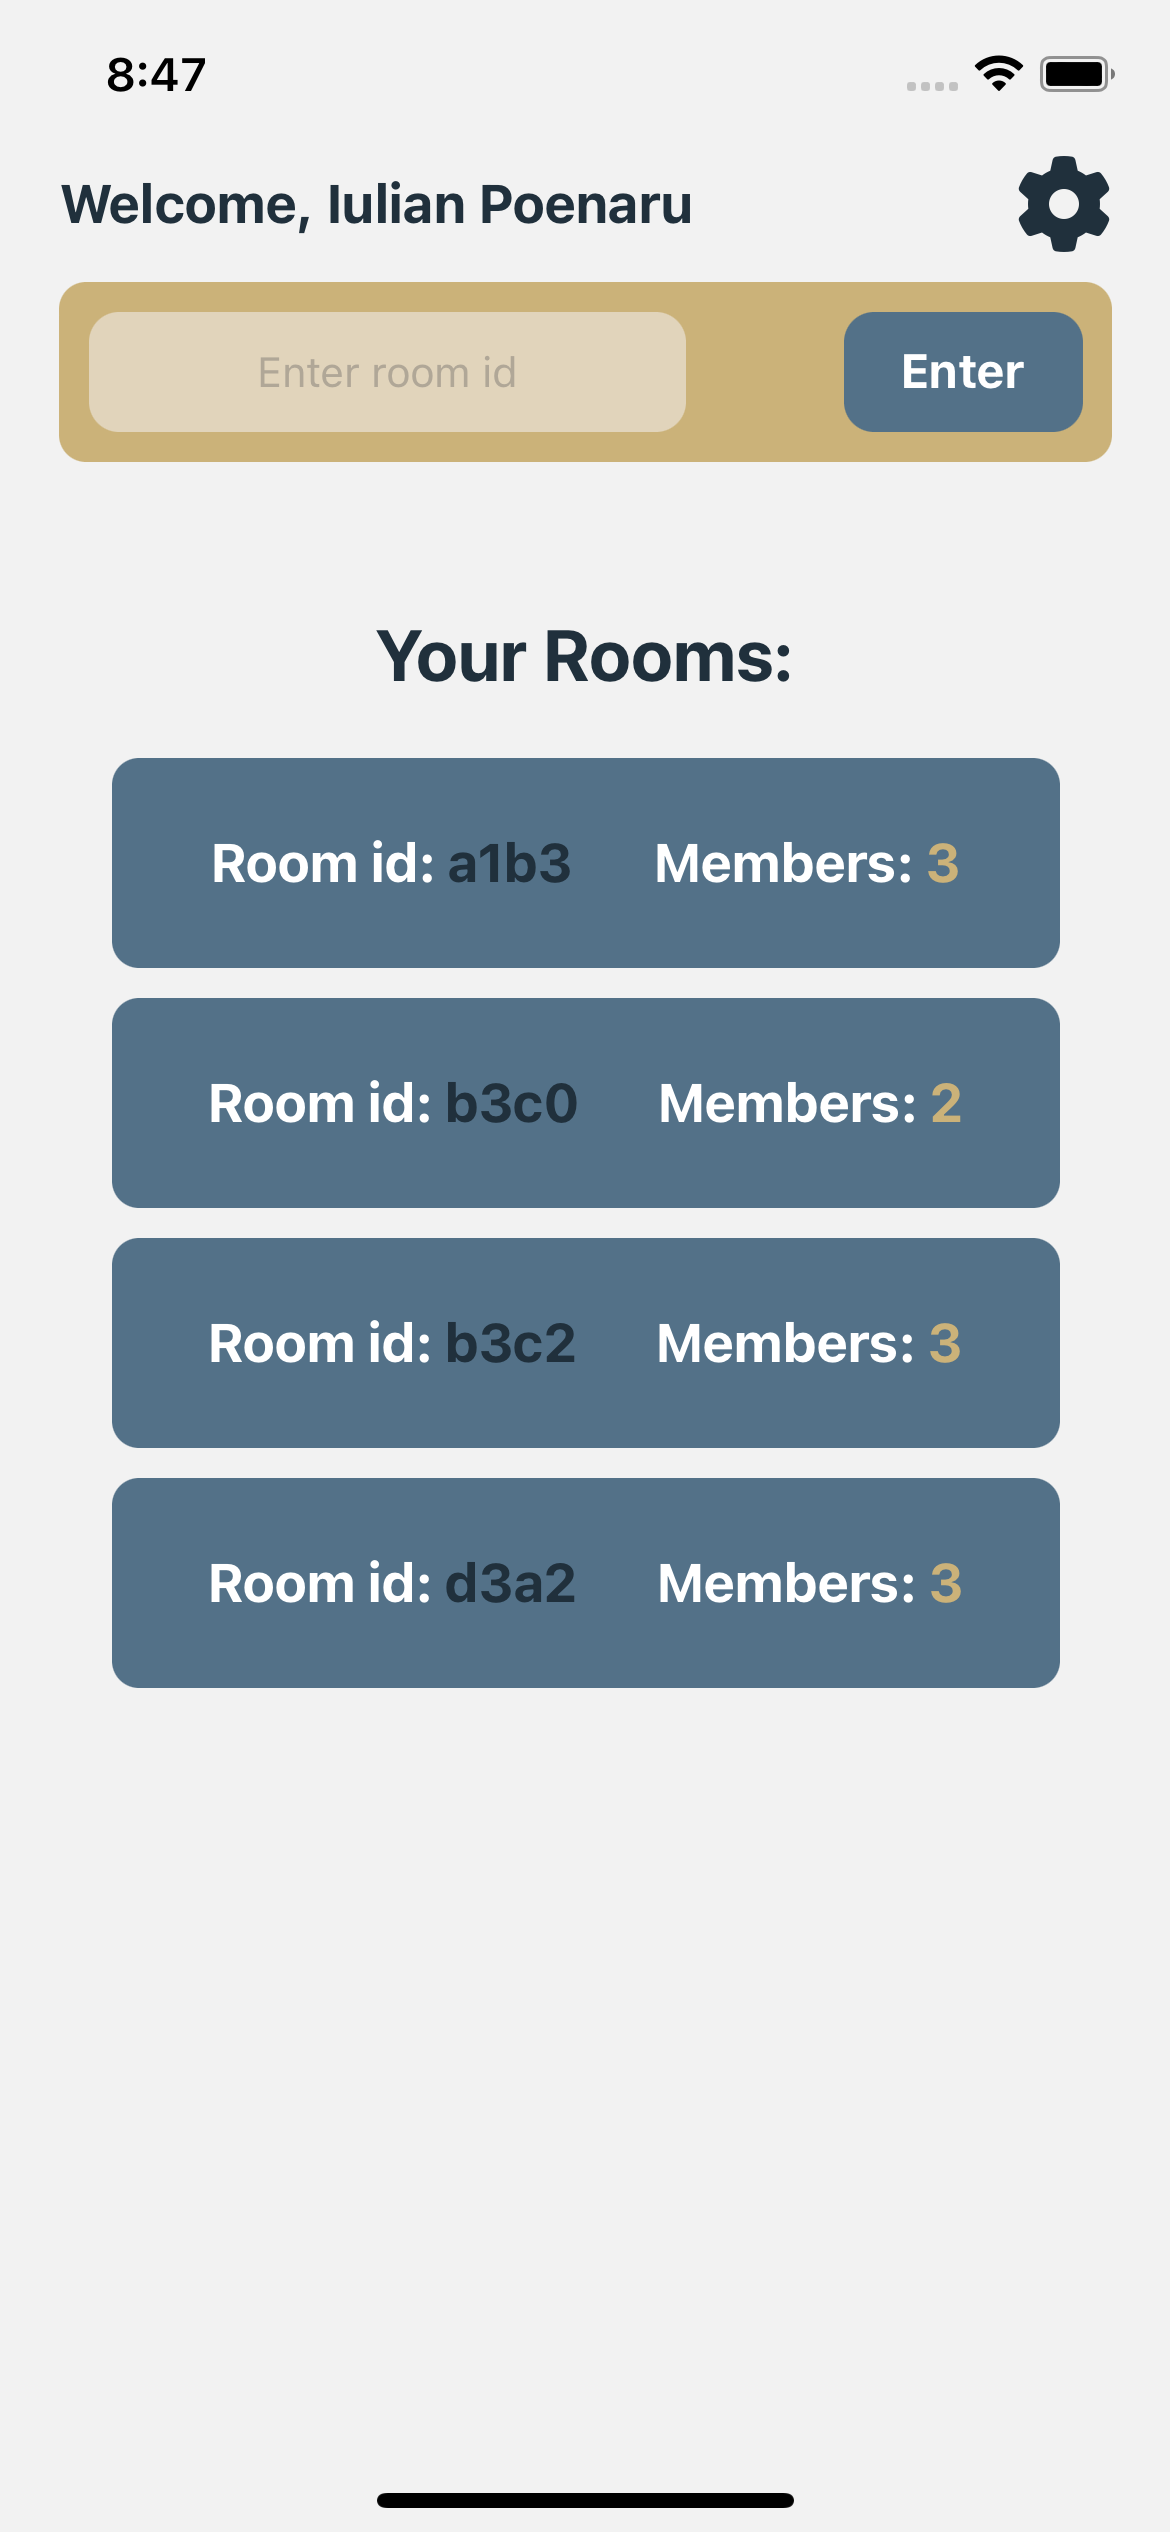 8:47
Welcome, Iulian Poenaru
Enter room id
Enter
Your Rooms:
Room id: a1b3 Members: 3
Room id: b3c0 Members: 2
Room id: b3c2 Members: 3
Room id: d3a2 Members: 3